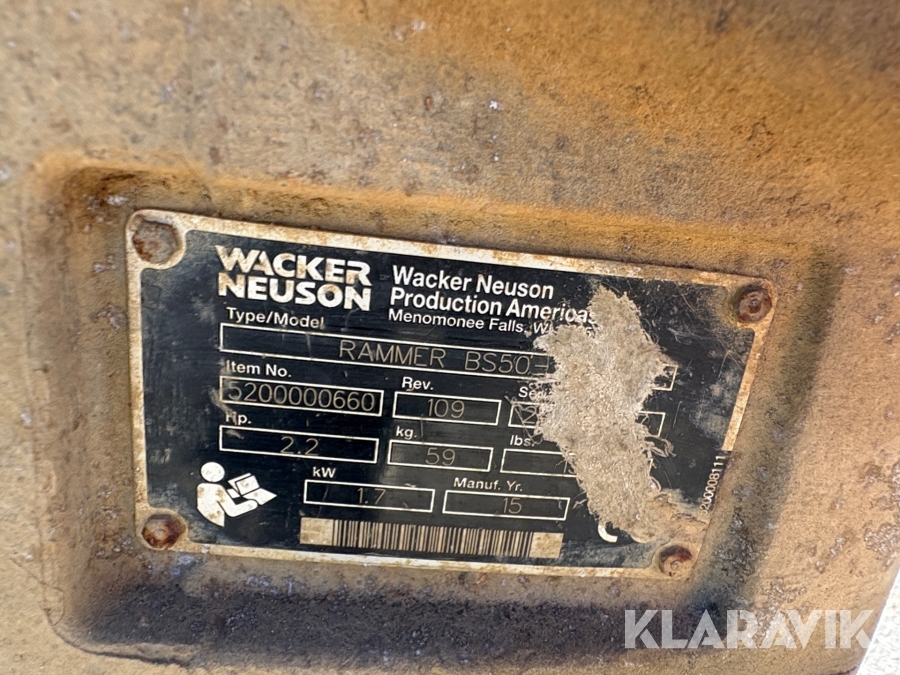 WACKER
NEUSON
Wacker Neuson
Production America
Menomonee Falls, WI
Type/Model
RAMMER BS50-
Item No.
Rev.
5200000660
109
Hp.
kg.
lbs.
2.2
59
kW
Manuf. Yr.
1.7
15
KLARAVIK